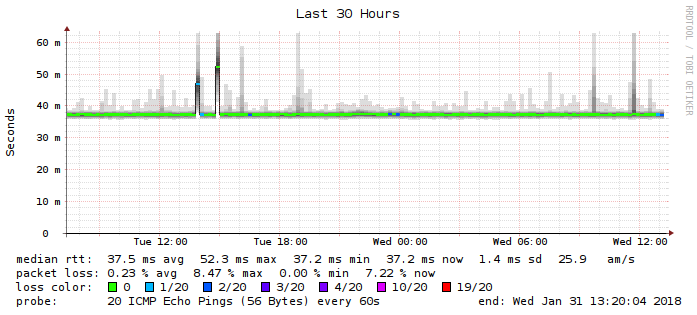 Last 30 Hours
RRDTOOL / TOBI OETIKER
Seconds
60 m
50 m
40 m
30 m
20 m
10 m
0
Tue 12:00 Tue 18:00 Wed 00:00 Wed 06:00 Wed 12:00
median rtt: 37.5 ms avg 52.3 ms max 37.2 ms min 37.2 ms now 1.4 ms sd 25.9 am/s
packet loss: 0.23 % avg 8.47 % max 0.00 % min 7.22 % now
loss color: 0 1/20 2/20 3/20 4/20 10/20 19/20
probe: 20 ICMP Echo Pings (56 Bytes) every 60s end: Wed Jan 31 13:20:04 2018